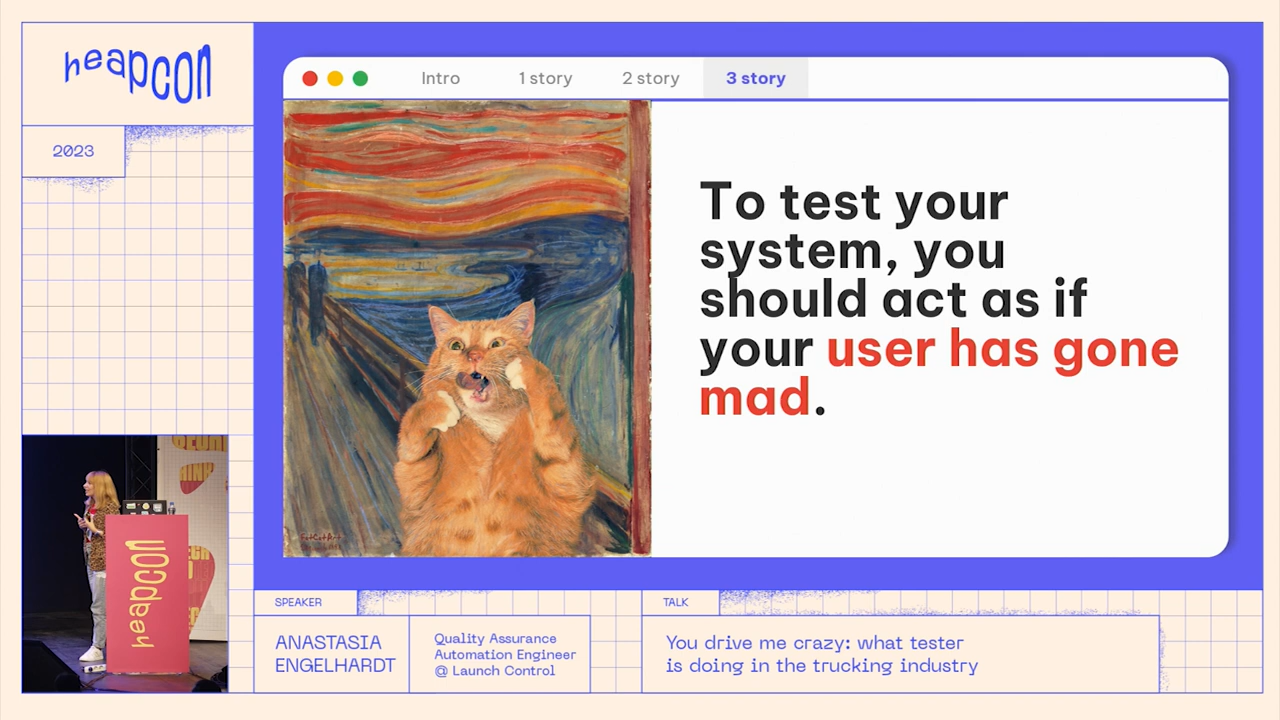 heapcon
2023
Intro
1 story
2 story
3 story
To test your
system, you
should act as if
your user has gone
mad.
FatCatArt
heapcon
SPEAKER
ANASTASIA
ENGELHARDT
Quality Assurance
Automation Engineer
@ Launch Control
TALK
You drive me crazy: what tester
is doing in the trucking industry